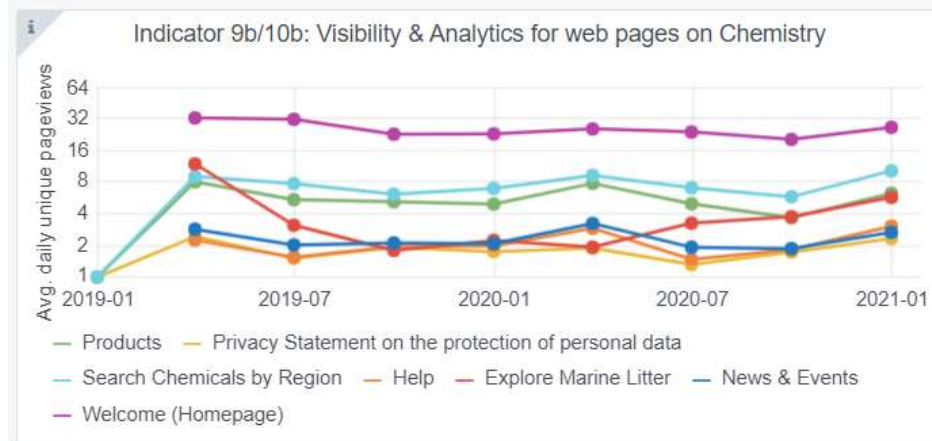 i
Indicator 9b/10b: Visibility & Analytics for web pages on Chemistry
Avg. daily unique pageviews
64
32
16
8
4
2
1
2019-01 2019-07 2020-01 2020-07 2021-01
Products Privacy Statement on the protection of personal data
Search Chemicals by Region Help Explore Marine Litter News & Events
Welcome (Homepage)